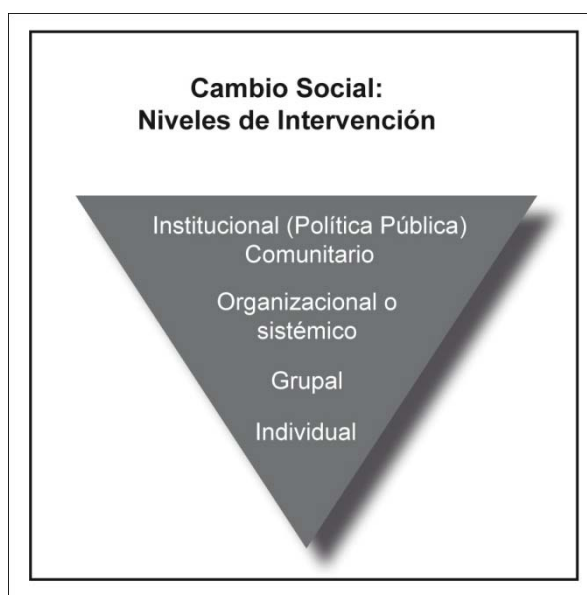 Cambio Social:
Niveles de Intervención
Institucional (Política Pública)
Comunitario
Organizacional o
sistémico
Grupal
Individual